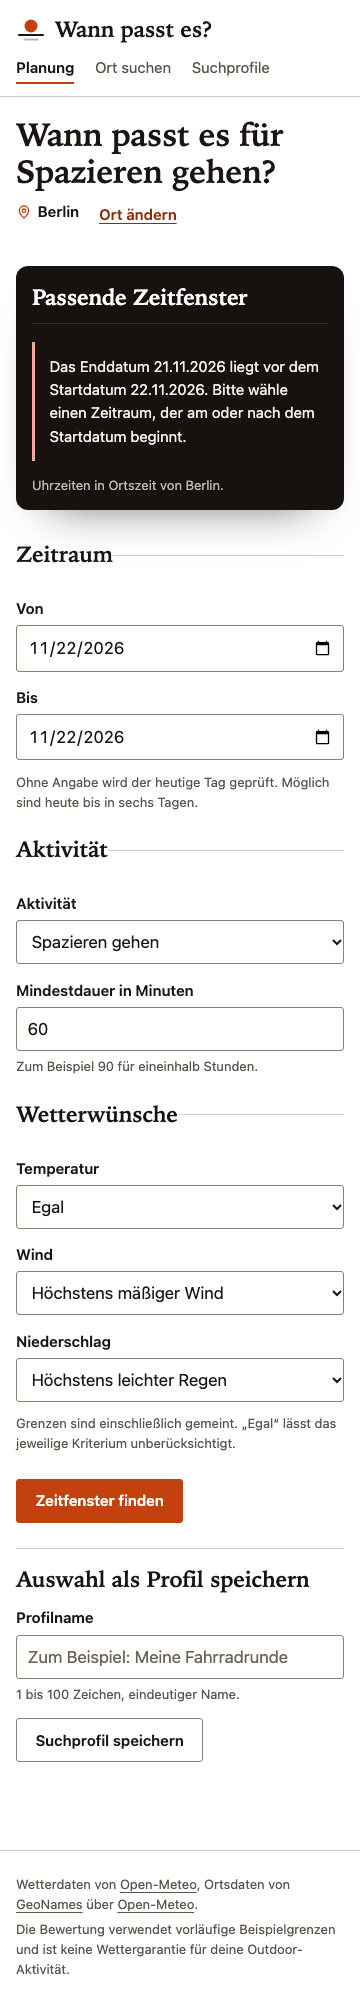 Wann passt es?
Planung Ort suchen Suchprofile
Wann passt es für
Spazieren gehen?
Berlin Ort ändern
Passende Zeitfenster
Das Enddatum 21.11.2026 liegt vor dem
Startdatum 22.11.2026. Bitte wähle
einen Zeitraum, der am oder nach dem
Startdatum beginnt.
Uhrzeiten in Ortszeit von Berlin.
Zeitraum
Von
11/22/2026
Bis
11/22/2026
Ohne Angabe wird der heutige Tag geprüft. Möglich
sind heute bis in sechs Tagen.
Aktivität
Aktivität
Spazieren gehen
Mindestdauer in Minuten
60
Zum Beispiel 90 für eineinhalb Stunden.
Wetterwünsche
Temperatur
Egal
Wind
Höchstens mäßiger Wind
Niederschlag
Höchstens leichter Regen
Grenzen sind einschließlich gemeint. „Egal“ lässt das
jeweilige Kriterium unberücksichtigt.
Zeitfenster finden
Auswahl als Profil speichern
Profilname
Zum Beispiel: Meine Fahrradrunde
1 bis 100 Zeichen, eindeutiger Name.
Suchprofil speichern
Wetterdaten von Open-Meteo, Ortsdaten von
GeoNames über Open-Meteo.
Die Bewertung verwendet vorläufige Beispielgrenzen
und ist keine Wettergarantie für deine Outdoor-
Aktivität.